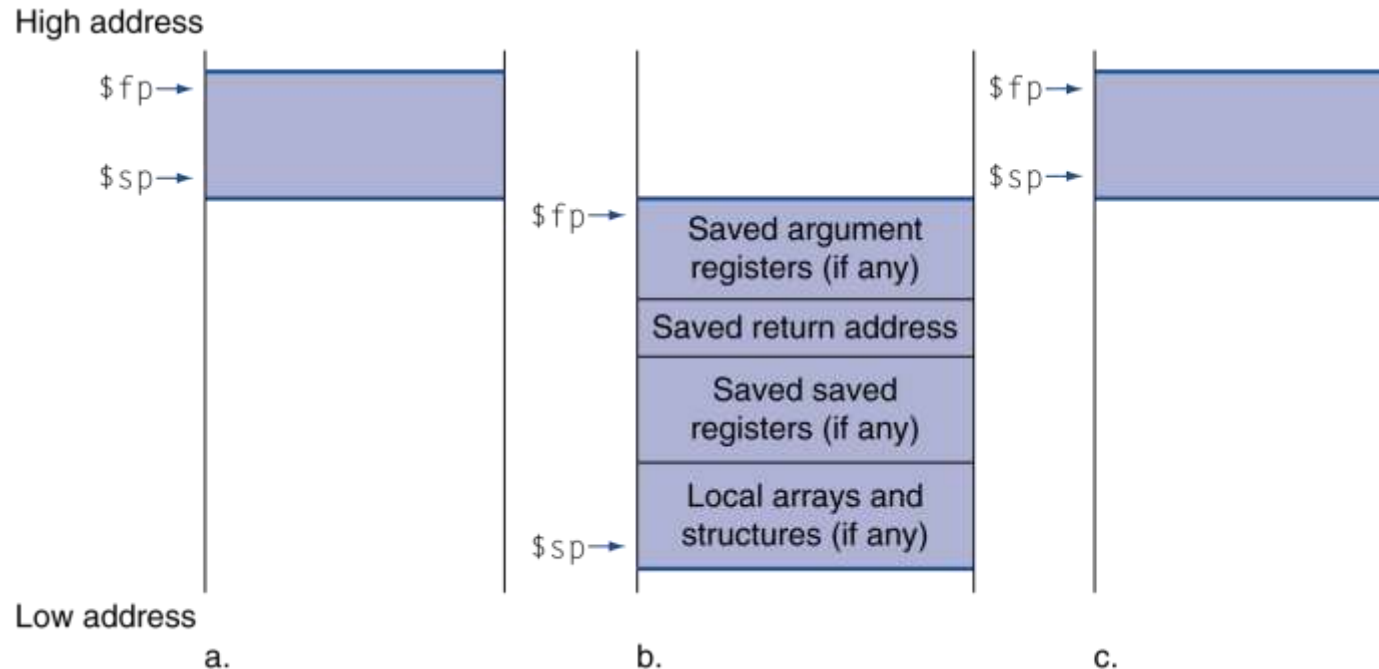 High address
$fp
$sp
$fp
Saved argument
registers (if any)
Saved return address
Saved saved
registers (if any)
Local arrays and
structures (if any)
$sp
$fp
$sp
Low address
a.
b.
c.